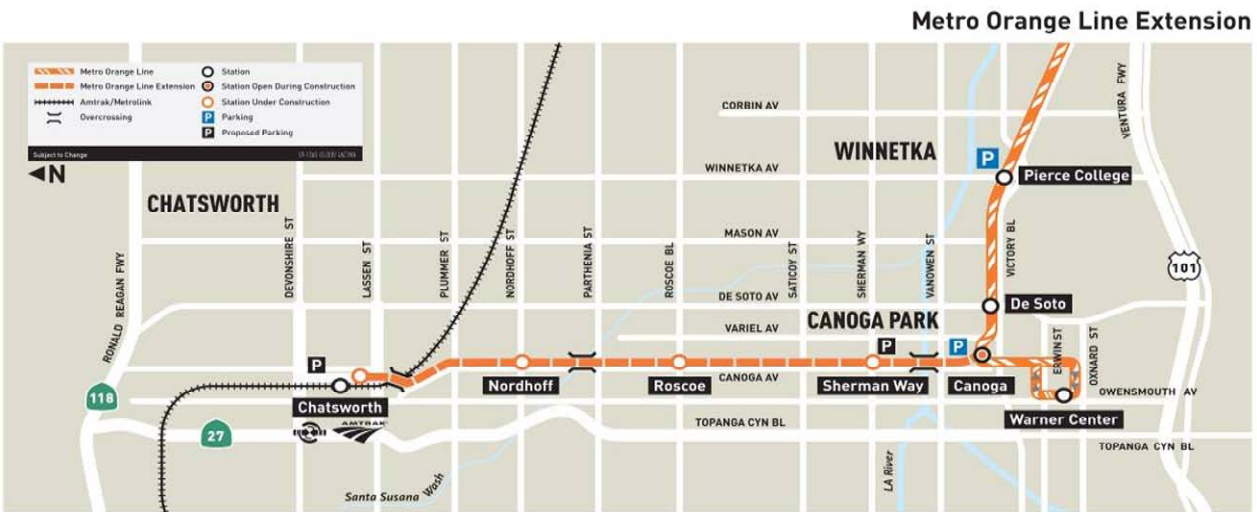 Metro Orange Line Extension
Metro Orange Line
Metro Orange Line Extension
Amtrak/Metrolink
Overcrossing
Station
Station Open During Construction
Station Under Construction
P Parking
P Proposed Parking
Subject to Change
N
CHATSWORTH
WINNETKA
CANOGA PARK
CORBIN AV
WINNETKA AV
MASON AV
DE SOTO AV
VARIEL AV
CANOGA AV
OWENSMOUTH AV
TOPANGA CYN BL
TOPANGA CYN BL
RONALD REAGAN FWY
DEVONSHIRE ST
LASSEN ST
PLUMMER ST
NORDHOFF ST
PARTHENIA ST
ROSCOE BL
SATICOY ST
SHERMAN WY
VANOWEN ST
VICTORY BL
ERWIN ST
OXNARD ST
VENTURA FWY
P
Pierce College
De Soto
101
P
P
P
Chatsworth
AMTRAK
Nordhoff
Roscoe
Sherman Way
Canoga
Warner Center
118
27
Santa Susana Wash
LA River